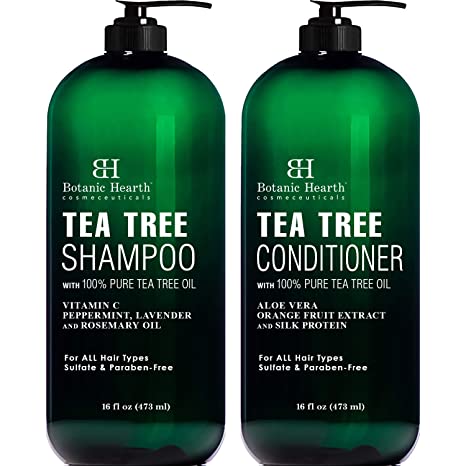 BH
Botanic Hearth®
cosmeceuticals
TEA TREE
SHAMPOO
WITH 100% PURE TEA TREE OIL
VITAMIN C
PEPPERMINT, LAVENDER
AND ROSEMARY OIL
For ALL Hair Types
Sulfate & Paraben-Free
16 fl oz (473 ml)
BH
Botanic Hearth®
cosmeceuticals
TEA TREE
CONDITIONER
WITH 100% PURE TEA TREE OIL
ALOE VERA
ORANGE FRUIT EXTRACT
AND SILK PROTEIN
For ALL Hair Types
Sulfate & Paraben-Free
16 fl oz (473 ml)